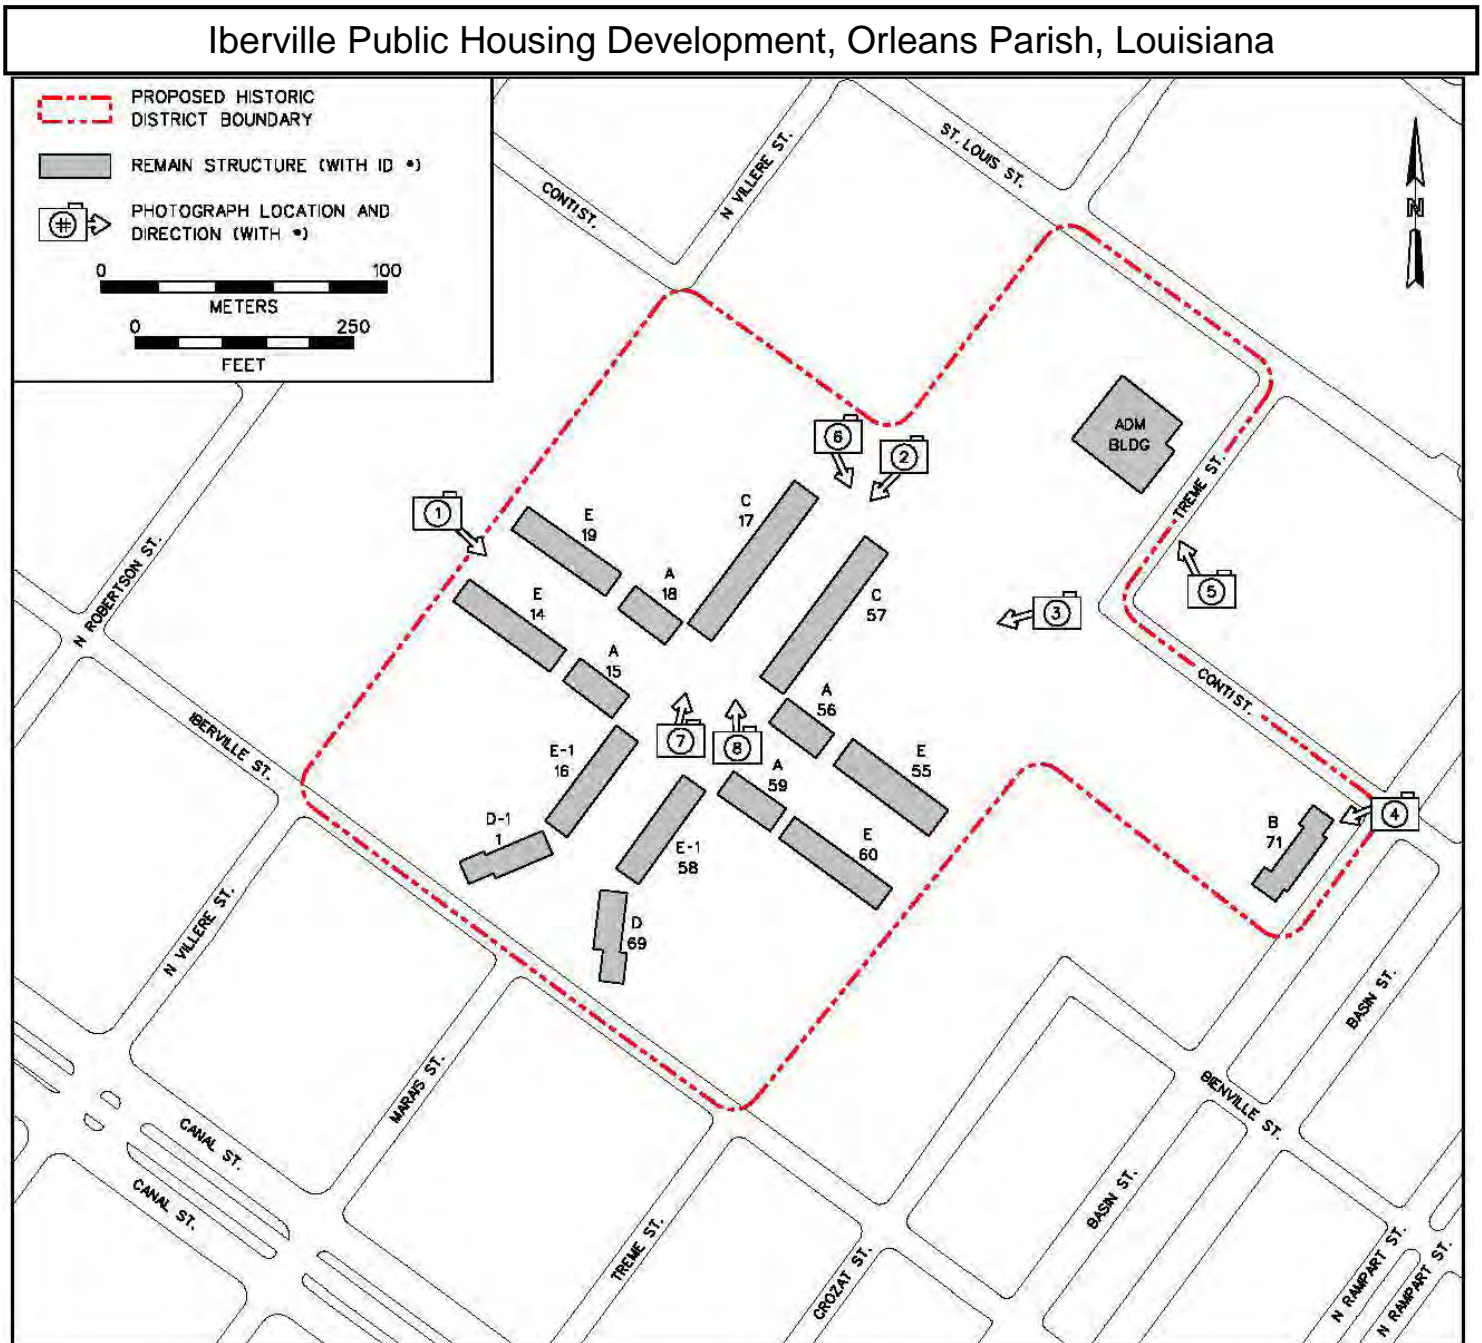 Iberville Public Housing Development, Orleans Parish, Louisiana
PROPOSED HISTORIC
DISTRICT BOUNDARY
REMAIN STRUCTURE (WITH ID #)
#
PHOTOGRAPH LOCATION AND
DIRECTION (WITH #)
0 100
METERS
0 250
FEET
N
CONTI ST.
N VILLERE ST.
ST. LOUIS ST.
ADM
BLDG
TREME ST.
6
2
1
E
19
C
17
A
18
E
14
C
57
3
5
A
15
CONTI ST.
N ROBERTSON ST.
IBERVILLE ST.
7
8
A
56
E-1
16
E
55
A
59
D-1
1
E-1
58
E
60
B
71
4
D
69
N VILLERE ST.
BASIN ST.
MARAIS ST.
BIENVILLE ST.
CANAL ST.
CANAL ST.
BASIN ST.
TREME ST.
CROZAT ST.
N RAMPART ST.
N RAMPART ST.